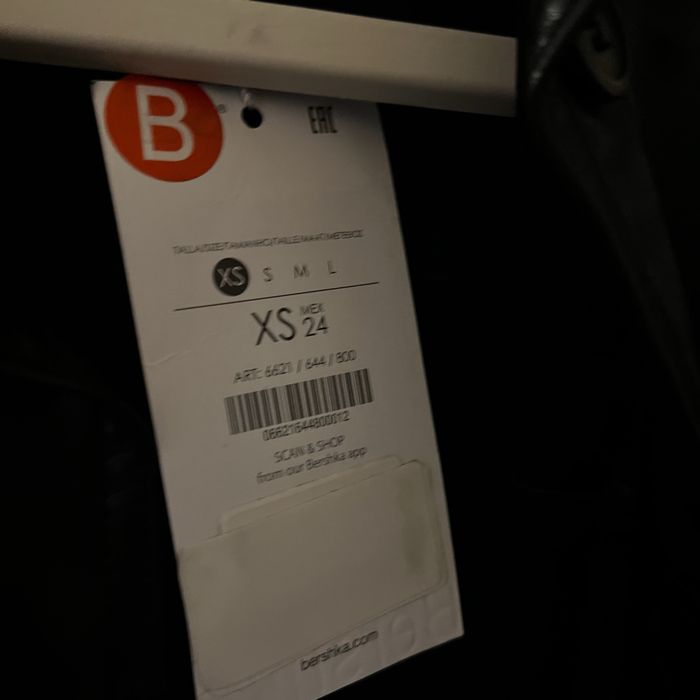 B
EAC
XS S M L
XS MEX 24
ART: 6621 / 644 / 800
06621644800012
SCAN & SHOP
from our Bershka app
bershka.com